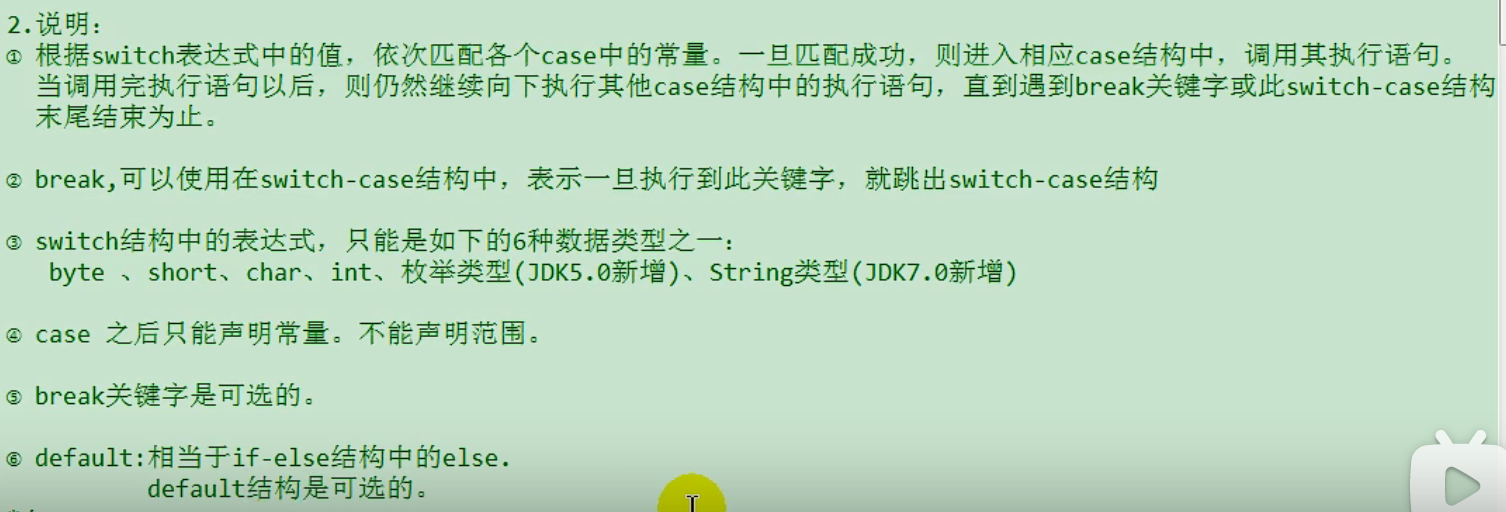 2.说明:
① 根据switch表达式中的值，依次匹配各个case中的常量。一旦匹配成功，则进入相应case结构中，调用其执行语句。
当调用完执行语句以后，则仍然继续向下执行其他case结构中的执行语句，直到遇到break关键字或此switch-case结构
末尾结束为止。
② break,可以使用在switch-case结构中，表示一旦执行到此关键字，就跳出switch-case结构
③ switch结构中的表达式，只能是如下的6种数据类型之一：
byte 、short、char、int、枚举类型(JDK5.0新增)、String类型(JDK7.0新增)
④ case 之后只能声明常量。不能声明范围。
⑤ break关键字是可选的。
⑥ default:相当于if-else结构中的else.
default结构是可选的。